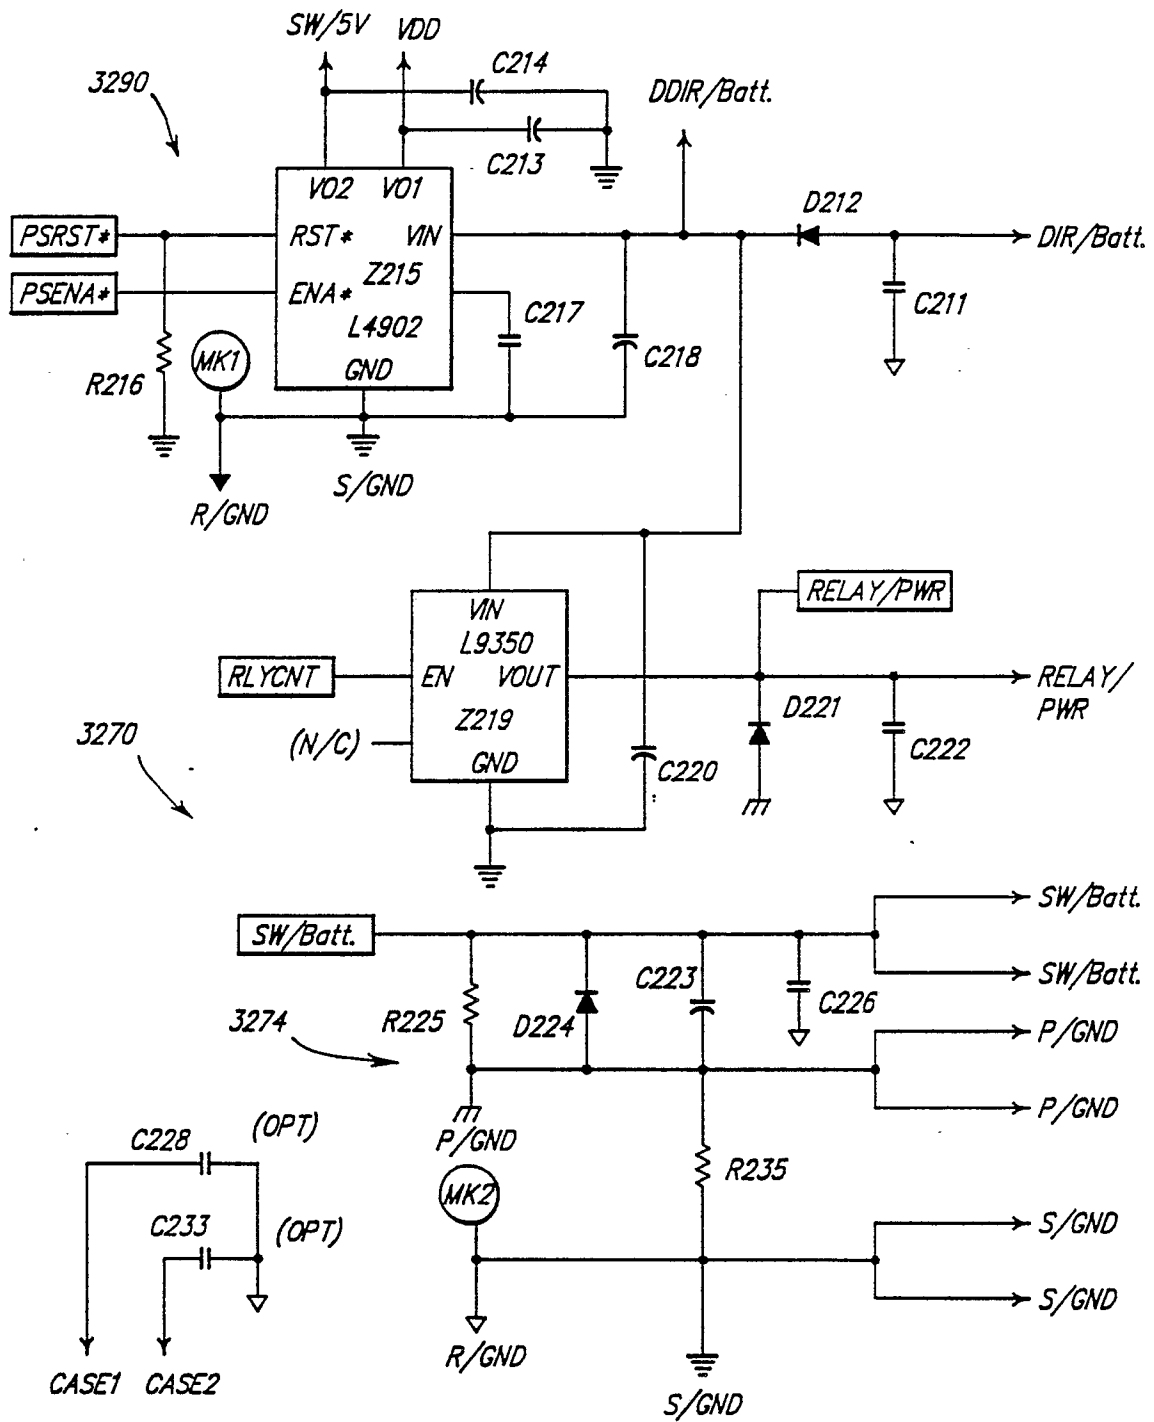 SW/5V
VDD
3290
C214
DDIR/Batt.
C213
VO2
VO1
D212
PSRST*
RST*
VIN
DIR/Batt.
Z215
PSENA*
ENA*
C217
C211
L4902
MK1
GND
C218
R216
S/GND
R/GND
VIN
RELAY/PWR
L9350
RLYCNT
EN
VOUT
RELAY/
PWR
D221
Z219
3270
(N/C)
GND
C220
C222
SW/Batt.
SW/Batt.
SW/Batt.
C223
C226
R225
D224
3274
P/GND
P/GND
P/GND
(OPT)
C228
R235
MK2
C233
(OPT)
S/GND
S/GND
R/GND
CASE1
CASE2
S/GND